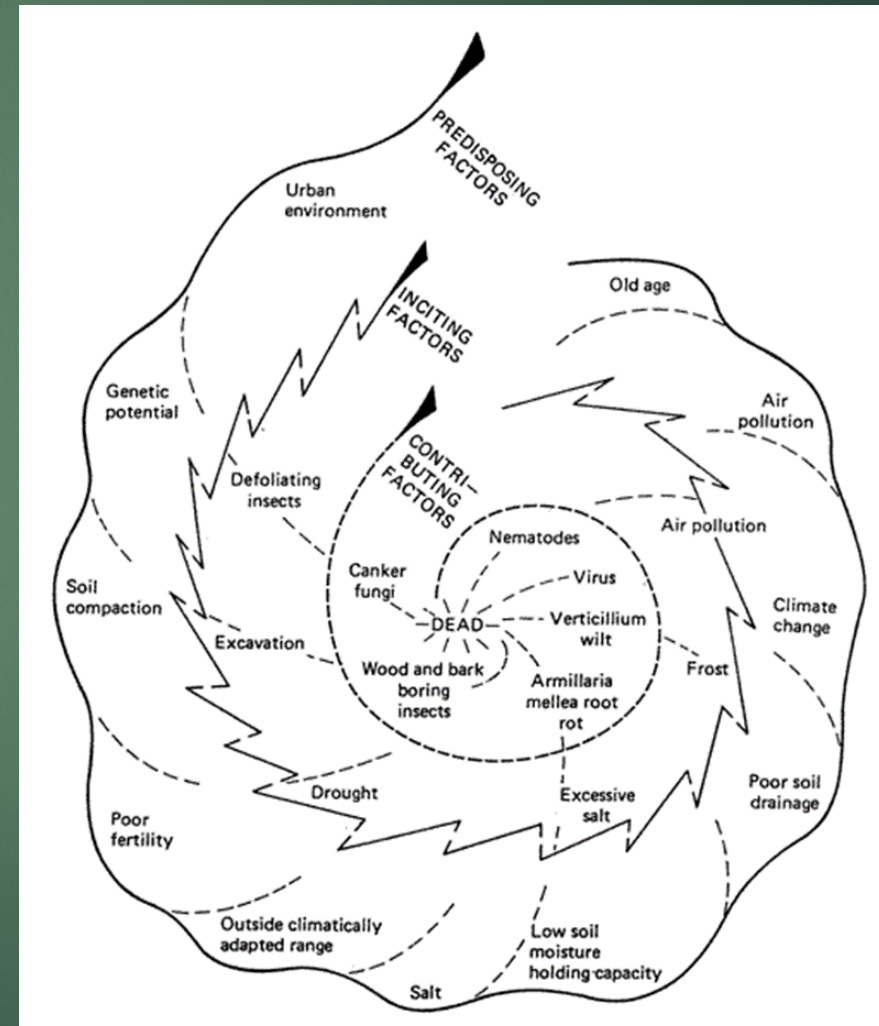 PREDISPOSING
FACTORS
Urban
environment
INCITING
FACTORS
Old age
Genetic
potential
Air
pollution
CONTRI–
BUTING
FACTORS
Defoliating
insects
Nematodes
Air pollution
Canker
fungi
Virus
Soil
compaction
DEAD
Verticillium
wilt
Climate
change
Excavation
Wood and bark
boring
insects
Armillaria
mellea root
rot
Frost
Drought
Excessive
salt
Poor soil
drainage
Poor
fertility
Outside climatically
adapted range
Low soil
moisture
holding capacity
Salt